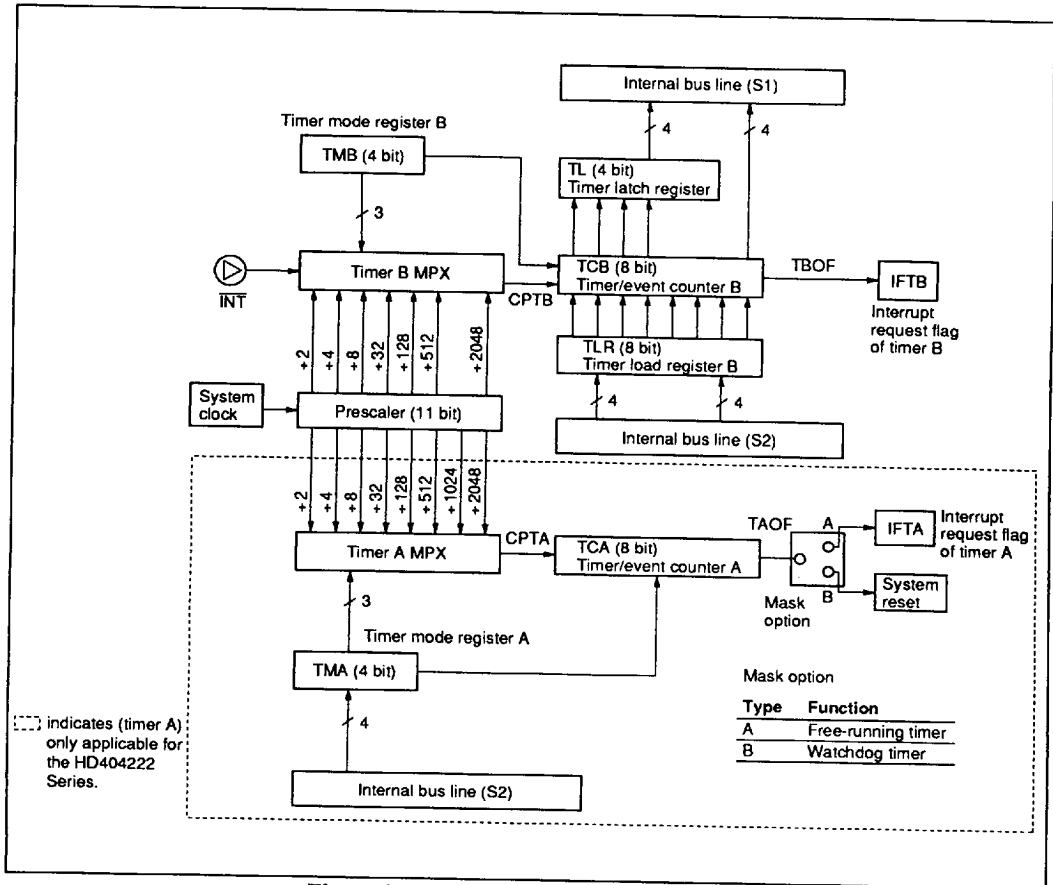 Internal bus line (S1)
4
4
Timer mode register B
TMB (4 bit)
TL (4 bit)
Timer latch register
3
INT
Timer B MPX
CPTB
TCB (8 bit)
Timer/event counter B
TBOF
IFTB
Interrupt
request flag
of timer B
÷2
÷4
÷8
÷32
÷128
÷512
÷2048
TLR (8 bit)
Timer load register B
4
4
System
clock
Prescaler (11 bit)
Internal bus line (S2)
÷2
÷4
÷8
÷32
÷128
÷512
÷1024
÷2048
Timer A MPX
CPTA
TCA (8 bit)
Timer/event counter A
TAOF
A
B
IFTA
Interrupt
request flag
of timer A
System
reset
Mask
option
3
Timer mode register A
TMA (4 bit)
4
Internal bus line (S2)
Mask option
Type Function
A Free-running timer
B Watchdog timer
indicates (timer A)
only applicable for
the HD404222
Series.